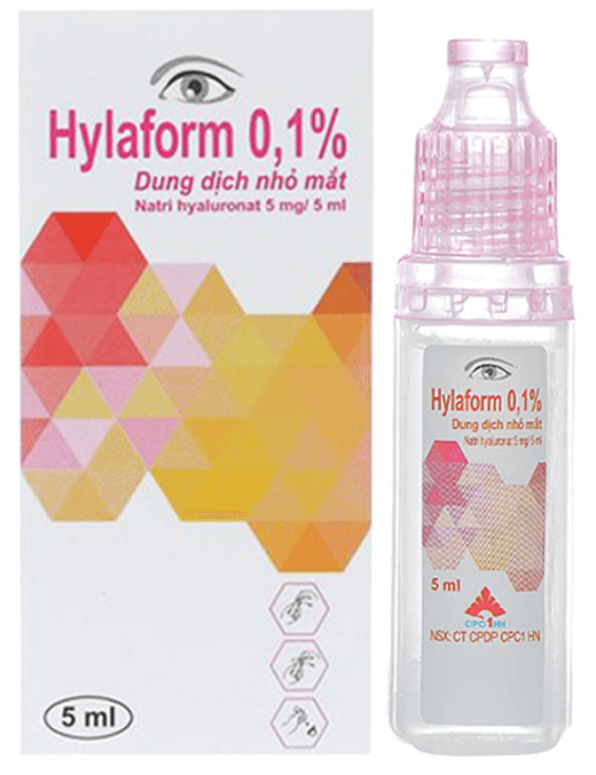 Hylaform 0,1%
Dung dịch nhỏ mắt
Natri hyaluronat 5 mg/ 5 ml
5 ml
Hylaform 0,1%
Dung dịch nhỏ mắt
Natri hyaluronat 5 mg/ 5 ml
5 ml
CPC1HN
NSX: CT CPDP CPC1 HN